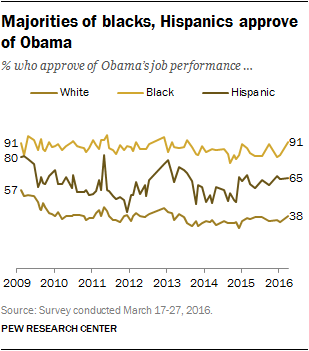 Majorities of blacks, Hispanics approve
of Obama
% who approve of Obama's job performance ...
White Black Hispanic
91
80
57
91
65
38
2009 2010 2011 2012 2013 2014 2015 2016
Source: Survey conducted March 17-27, 2016.
PEW RESEARCH CENTER